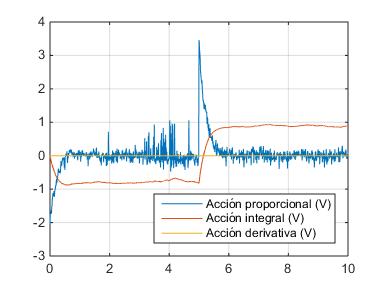 4
3
2
1
0
-1
-2
-3
0 2 4 6 8 10
Acción proporcional (V)
Acción integral (V)
Acción derivativa (V)